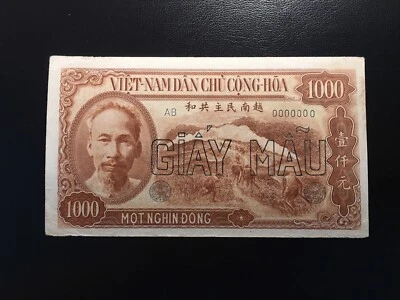 VIỆT-NAM DÂN CHỦ CỘNG-HÒA
1000
和共主民南越
AB 0000000
GIẤY MẪU
壹仟元
1000
MỘT NGHÌN ĐỒNG